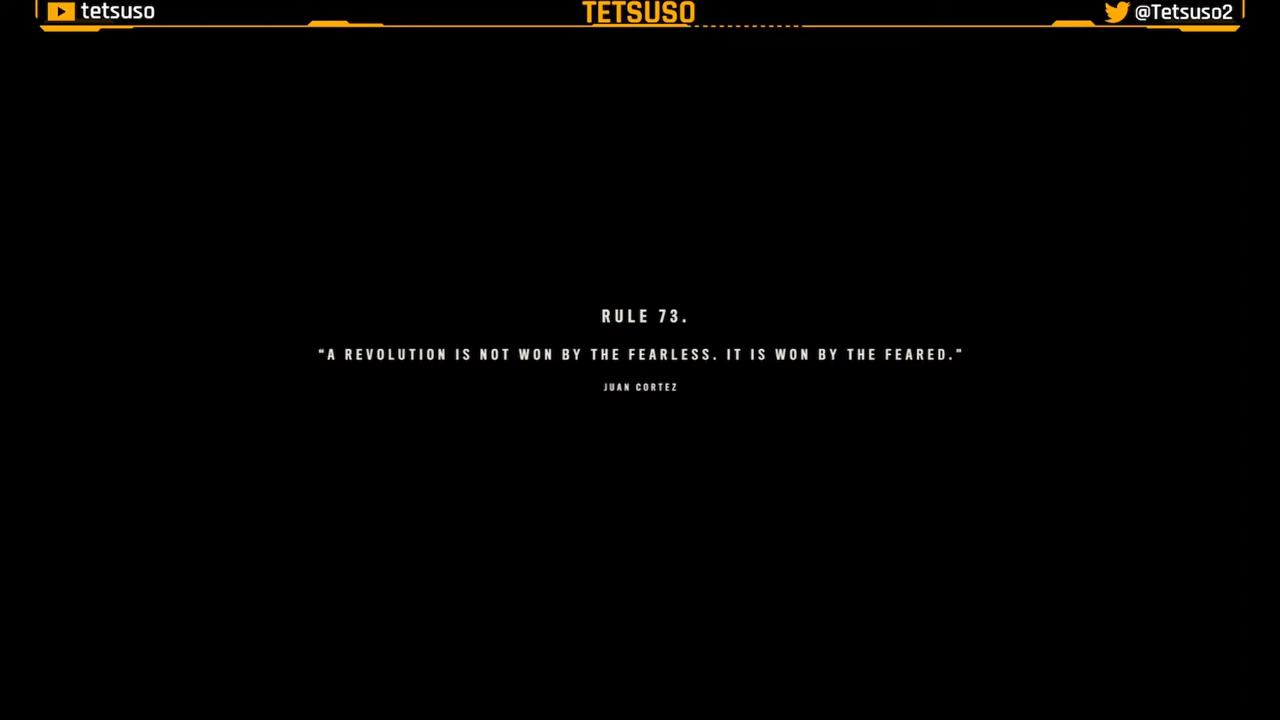 tetsuso
TETSUSO
@Tetsuso2
RULE 73.
“A REVOLUTION IS NOT WON BY THE FEARLESS. IT IS WON BY THE FEARED.”
JUAN CORTEZ